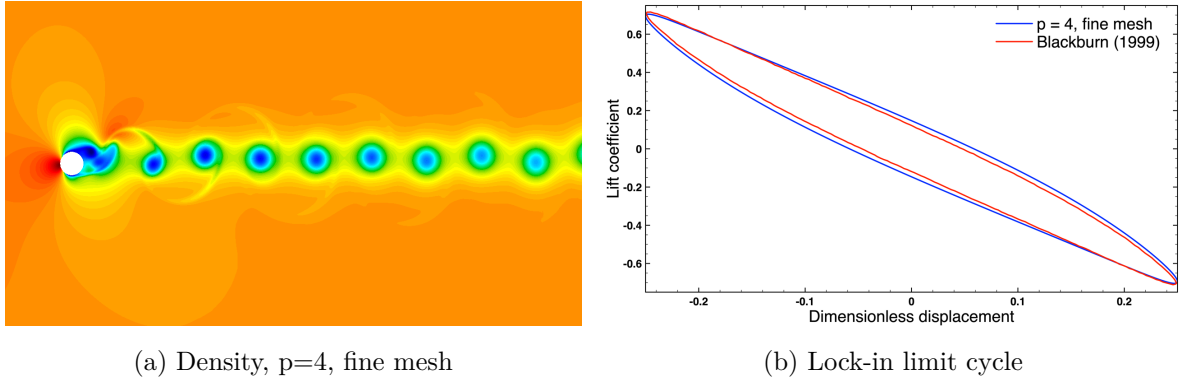 p = 4, fine mesh
Blackburn (1999)
0.6
0.4
0.2
0
-0.2
-0.4
-0.6
Lift coefficient
-0.2
-0.1
0
0.1
0.2
Dimensionless displacement
(a) Density, p=4, fine mesh
(b) Lock-in limit cycle